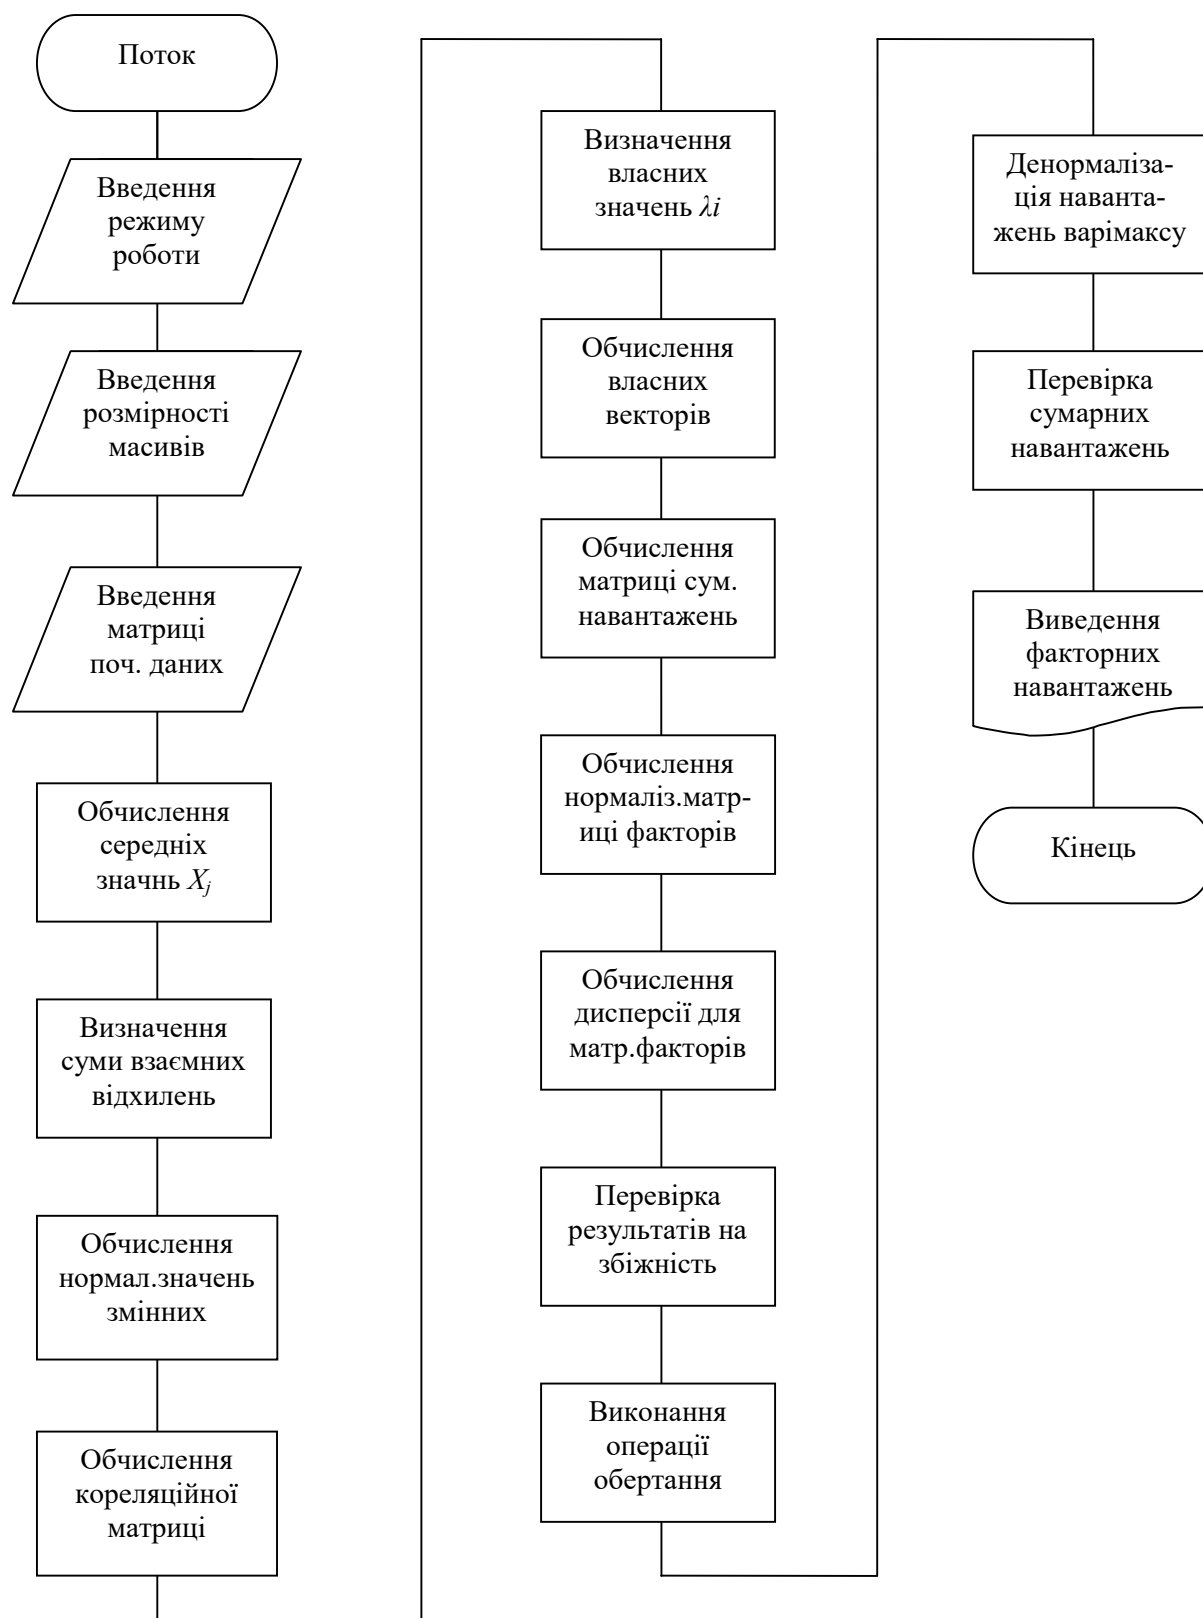 Поток
Введення
режиму
роботи
Введення
розмірності
масивів
Введення
матриці
поч. даних
Обчислення
середніх
значнь Xj
Визначення
суми взаємних
відхилень
Обчислення
нормал.значень
змінних
Обчислення
кореляційної
матриці
Визначення
власних
значень λi
Обчислення
власних
векторів
Обчислення
матриці сум.
навантажень
Обчислення
нормаліз.матр-
иці факторів
Обчислення
дисперсії для
матр.факторів
Перевірка
результатів на
збіжність
Виконання
операції
обертання
Денормаліза-
ція наванта-
жень варімаксу
Перевірка
сумарних
навантажень
Виведення
факторних
навантажень
Кінець